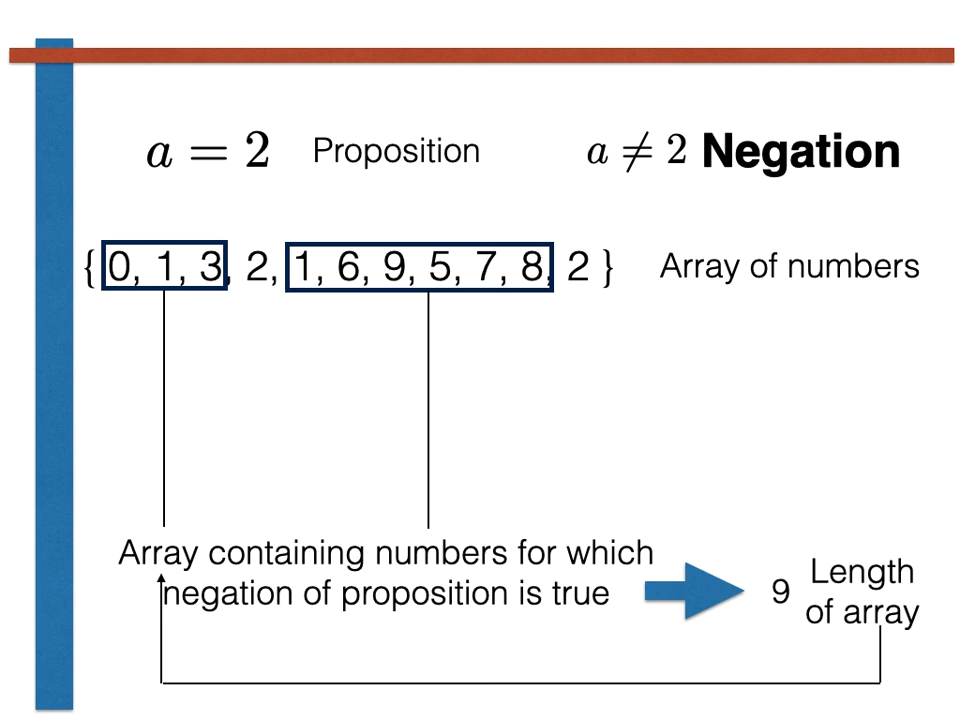 a = 2 Proposition a ≠ 2 Negation
{ 0, 1, 3, 2, 1, 6, 9, 5, 7, 8, 2 } Array of numbers
Array containing numbers for which
negation of proposition is true
9
Length
of array